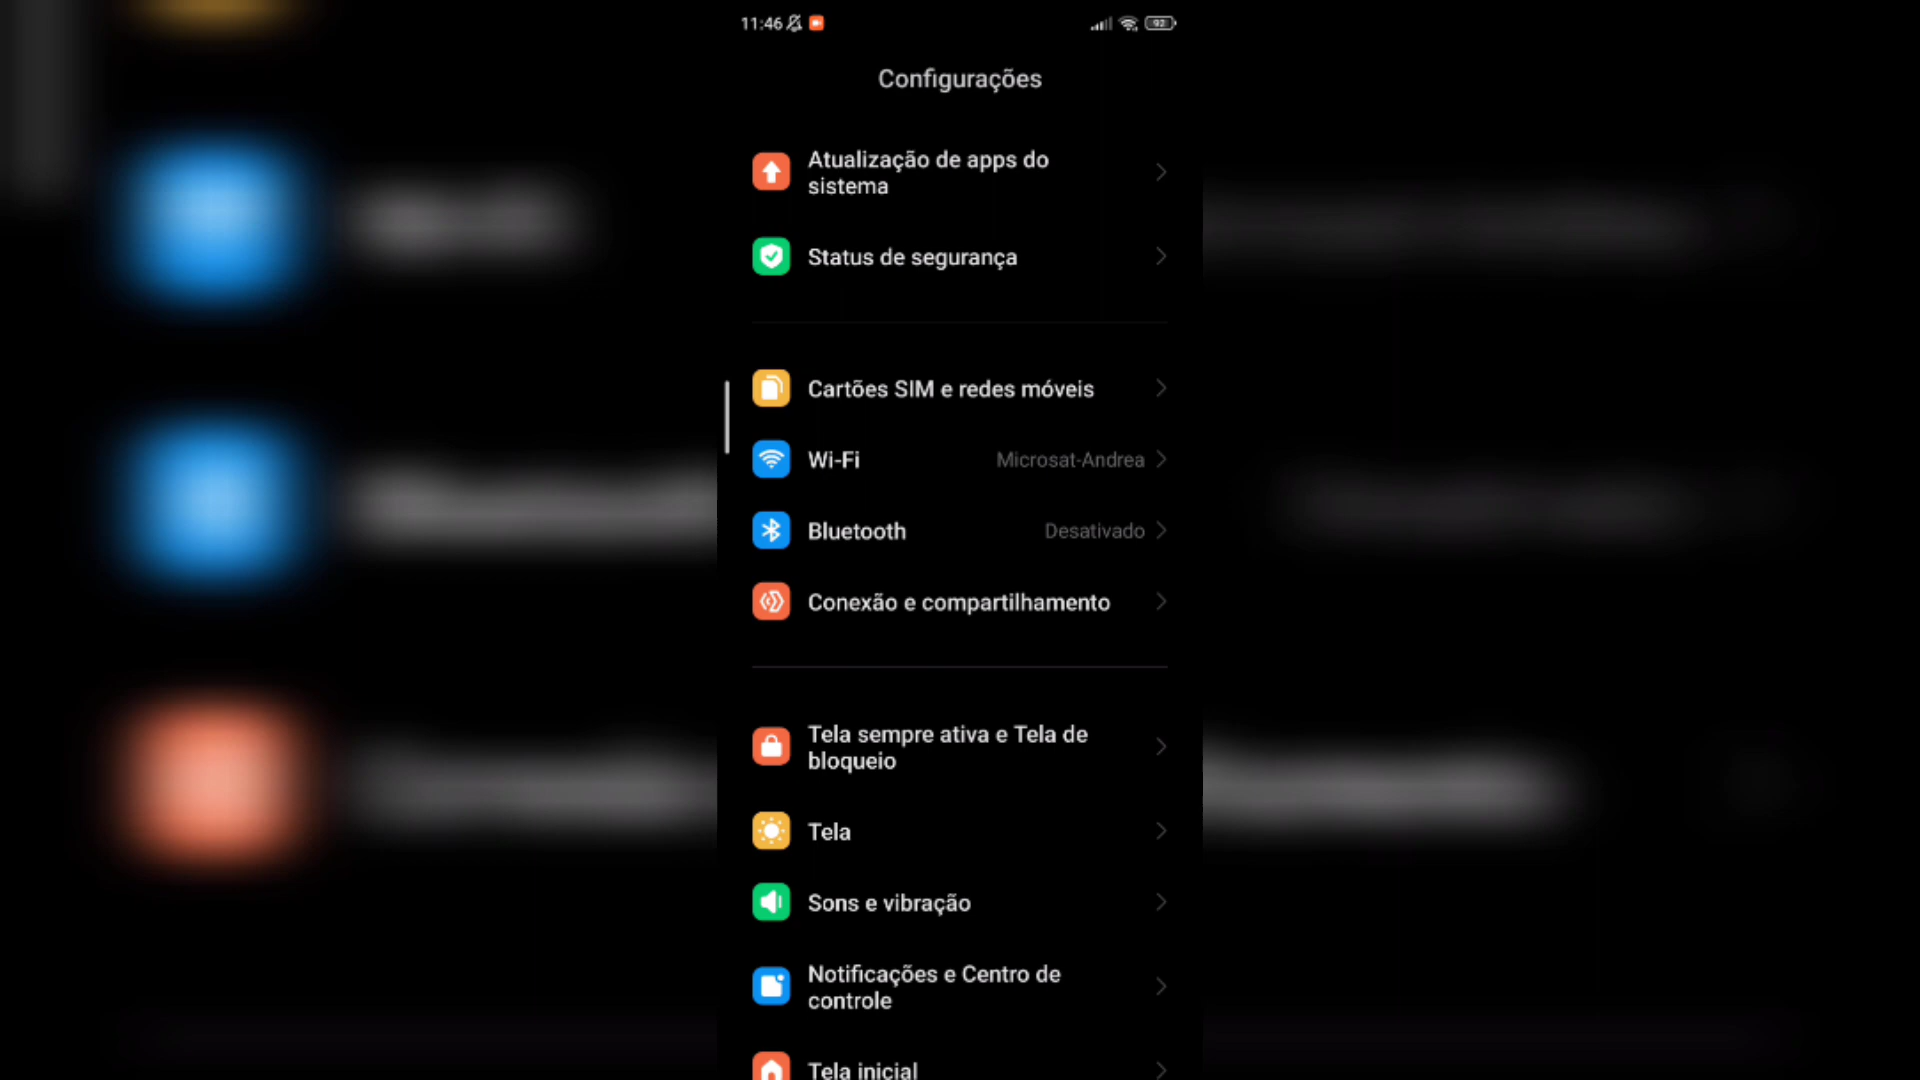 11:46
92
Configurações
Atualização de apps do
sistema
Status de segurança
Cartões SIM e redes móveis
Wi-Fi Microsat-Andrea
Bluetooth Desativado
Conexão e compartilhamento
Tela sempre ativa e Tela de
bloqueio
Tela
Sons e vibração
Notificações e Centro de
controle
Tela inicial